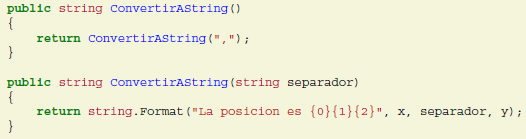 public string ConvertirAString()
{
    return ConvertirAString(",");
}
public string ConvertirAString(string separador)
{
    return string.Format("La posicion es {0}{1}{2}", x, separador, y);
}